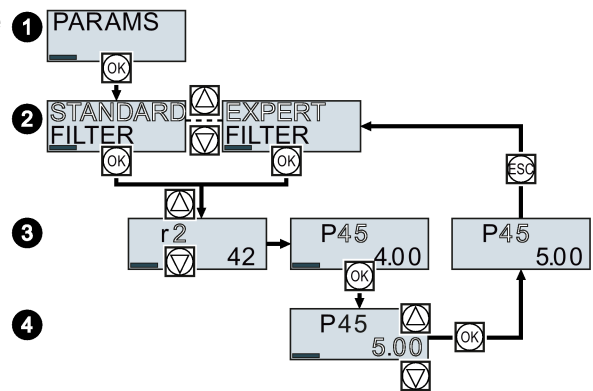 1 PARAMS
OK
2 STANDARD FILTER EXPERT FILTER
OK OK
ESC
3 r2 42 P45 4.00 P45 5.00
OK
4 P45 5.00 OK